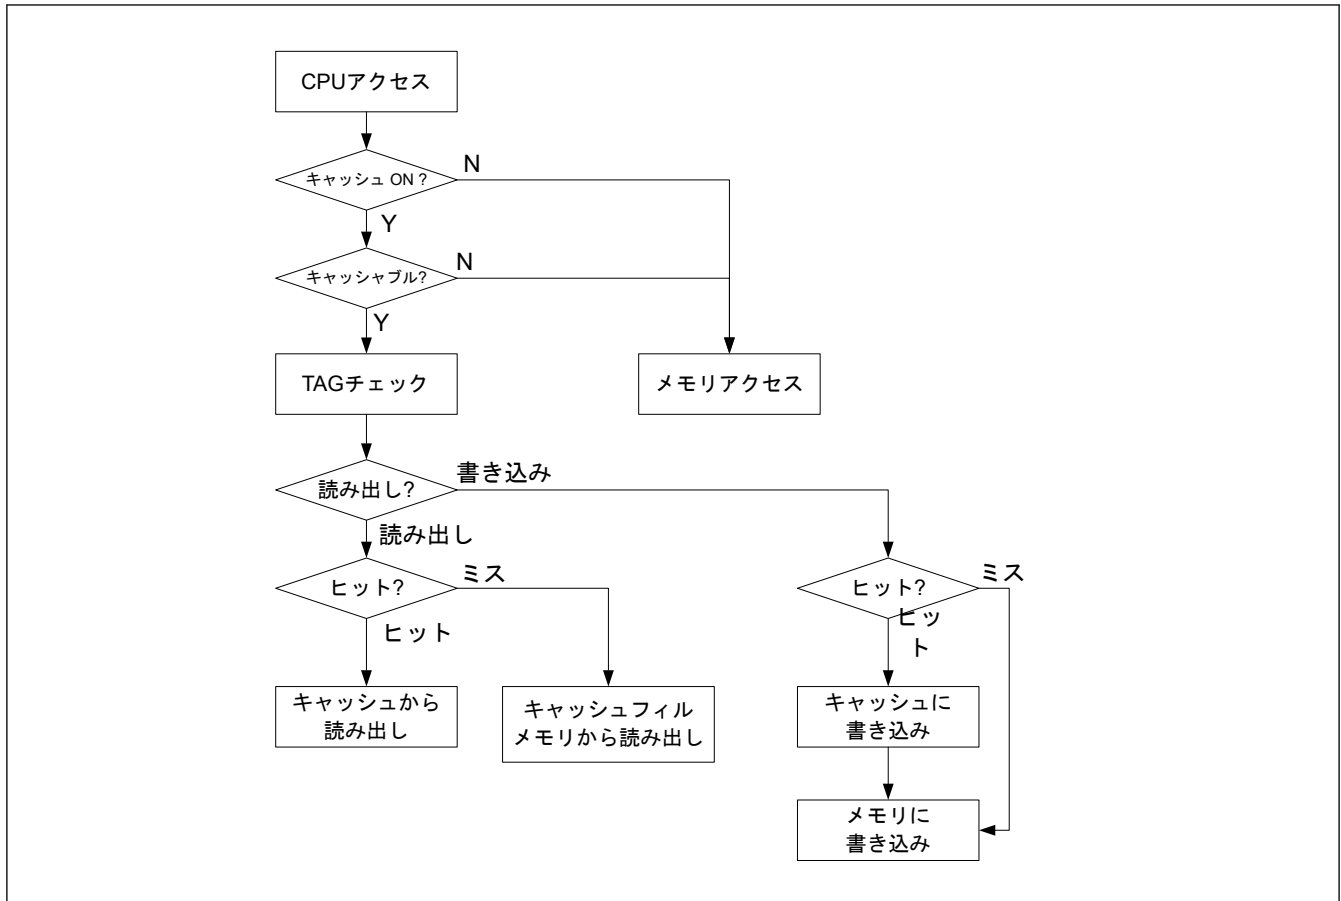 CPUアクセス
キャッシュ ON ?
N
Y
キャッシャブル?
N
Y
TAGチェック
メモリアクセス
読み出し?
書き込み
読み出し
ヒット?
ミス
ヒット
ヒット?
ミス
ヒッ
ト
キャッシュから
読み出し
キャッシュフィル
メモリから読み出し
キャッシュに
書き込み
メモリに
書き込み